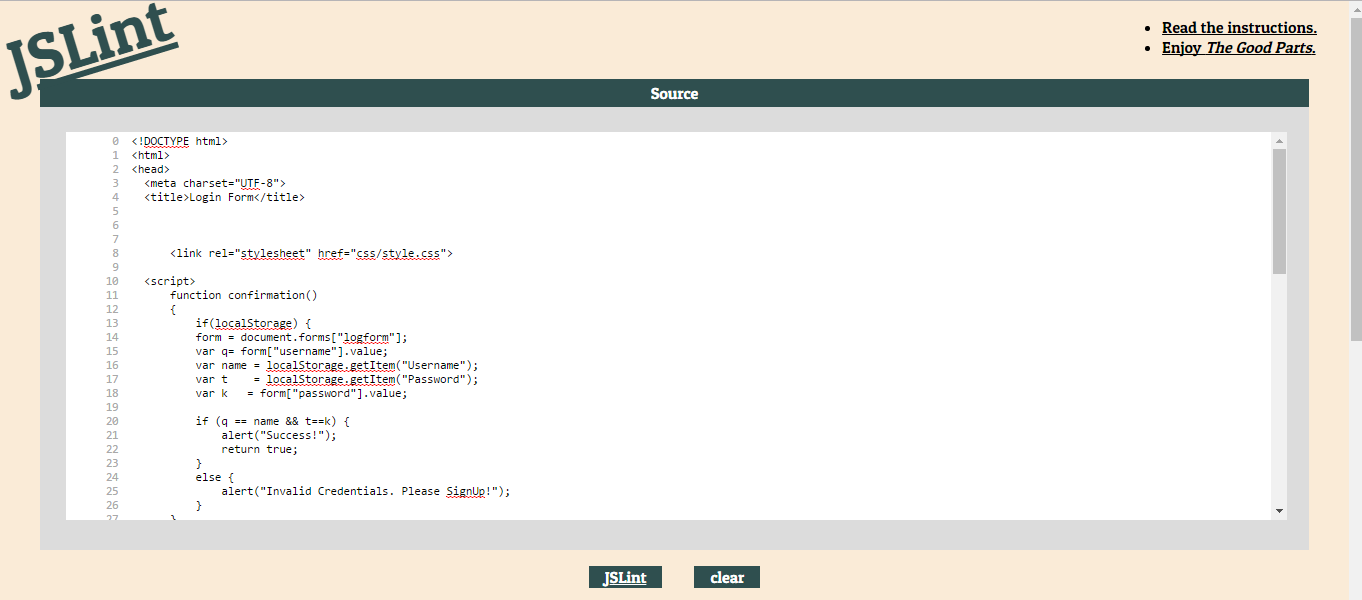 JSLint
Read the instructions.
Enjoy The Good Parts.
Source
0 <!DOCTYPE html>
1 <html>
2 <head>
3   <meta charset="UTF-8">
4   <title>Login Form</title>
5
6
7
8       <link rel="stylesheet" href="css/style.css">
9
10   <script>
11       function confirmation()
12       {
13           if(localStorage) {
14           form = document.forms["logform"];
15           var q= form["username"].value;
16           var name = localStorage.getItem("Username");
17           var t    = localStorage.getItem("Password");
18           var k   = form["password"].value;
19
20           if (q == name && t==k) {
21               alert("Success!");
22               return true;
23           }
24           else {
25               alert("Invalid Credentials. Please SignUp!");
26           }
27       }
JSLint
clear